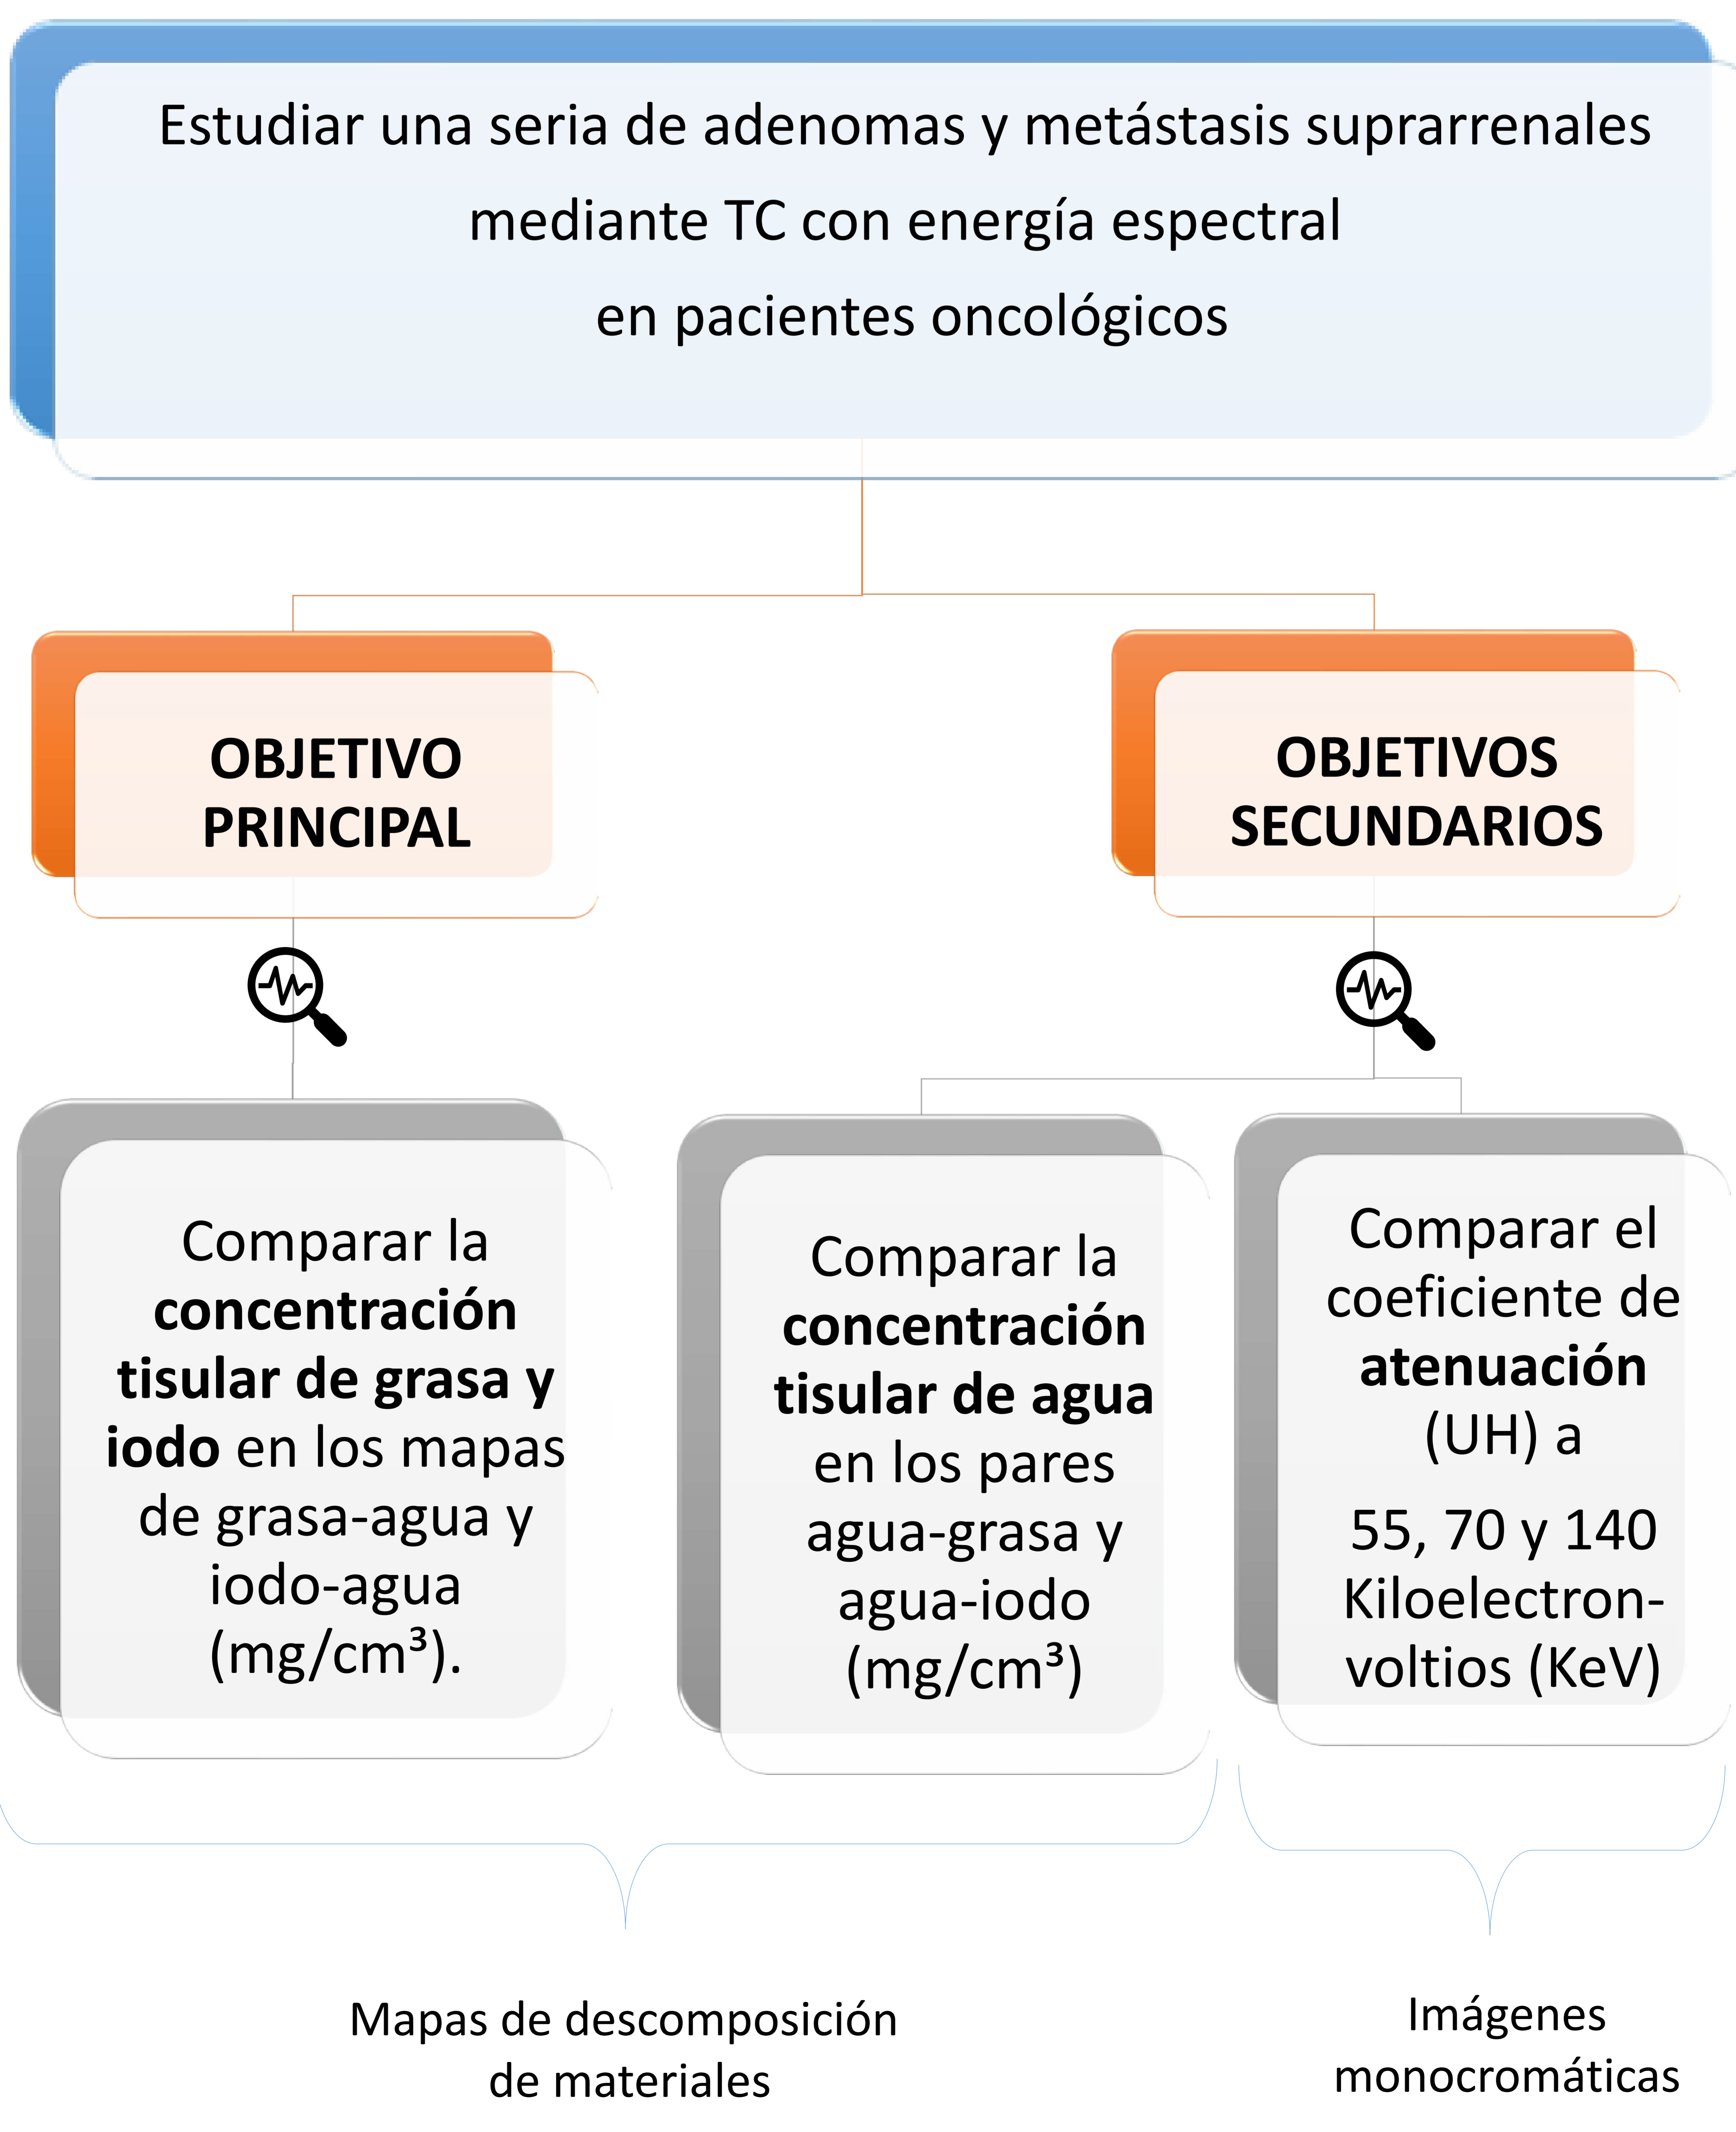 Estudiar una seria de adenomas y metástasis suprarrenales
mediante TC con energía espectral
en pacientes oncológicos
OBJETIVO
PRINCIPAL
OBJETIVOS
SECUNDARIOS
Comparar la
concentración
tisular de grasa y
iodo en los mapas
de grasa-agua y
iodo-agua
(mg/cm³).
Comparar la
concentración
tisular de agua
en los pares
agua-grasa y
agua-iodo
(mg/cm³)
Comparar el
coeficiente de
atenuación
(UH) a
55, 70 y 140
Kiloelectron-
voltios (KeV)
Mapas de descomposición
de materiales
Imágenes
monocromáticas